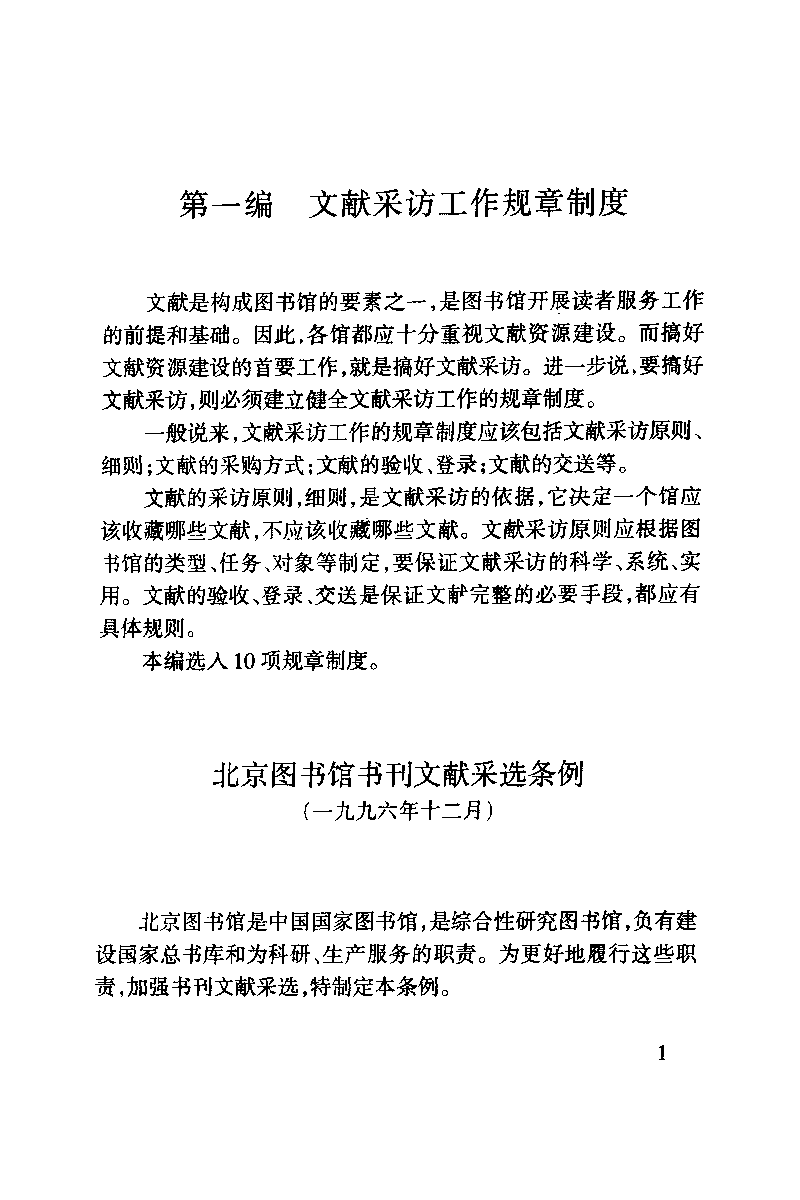 第一编　文献采访工作规章制度
文献是构成图书馆的要素之一,是图书馆开展读者服务工作
的前提和基础。因此,各馆都应十分重视文献资源建设。而搞好
文献资源建设的首要工作,就是搞好文献采访。进一步说,要搞好
文献采访,则必须建立健全文献采访工作的规章制度。
一般说来,文献采访工作的规章制度应该包括文献采访原则、
细则;文献的采购方式;文献的验收、登录;文献的交送等。
文献的采访原则,细则,是文献采访的依据,它决定一个馆应
该收藏哪些文献,不应该收藏哪些文献。文献采访原则应根据图
书馆的类型、任务、对象等制定,要保证文献采访的科学、系统、实
用。文献的验收、登录、交送是保证文献完整的必要手段,都应有
具体规则。
本编选入10项规章制度。
北京图书馆书刊文献采选条例
(一九九六年十二月)
北京图书馆是中国国家图书馆,是综合性研究图书馆,负有建
设国家总书库和为科研、生产服务的职责。为更好地履行这些职
责,加强书刊文献采选,特制定本条例。
1